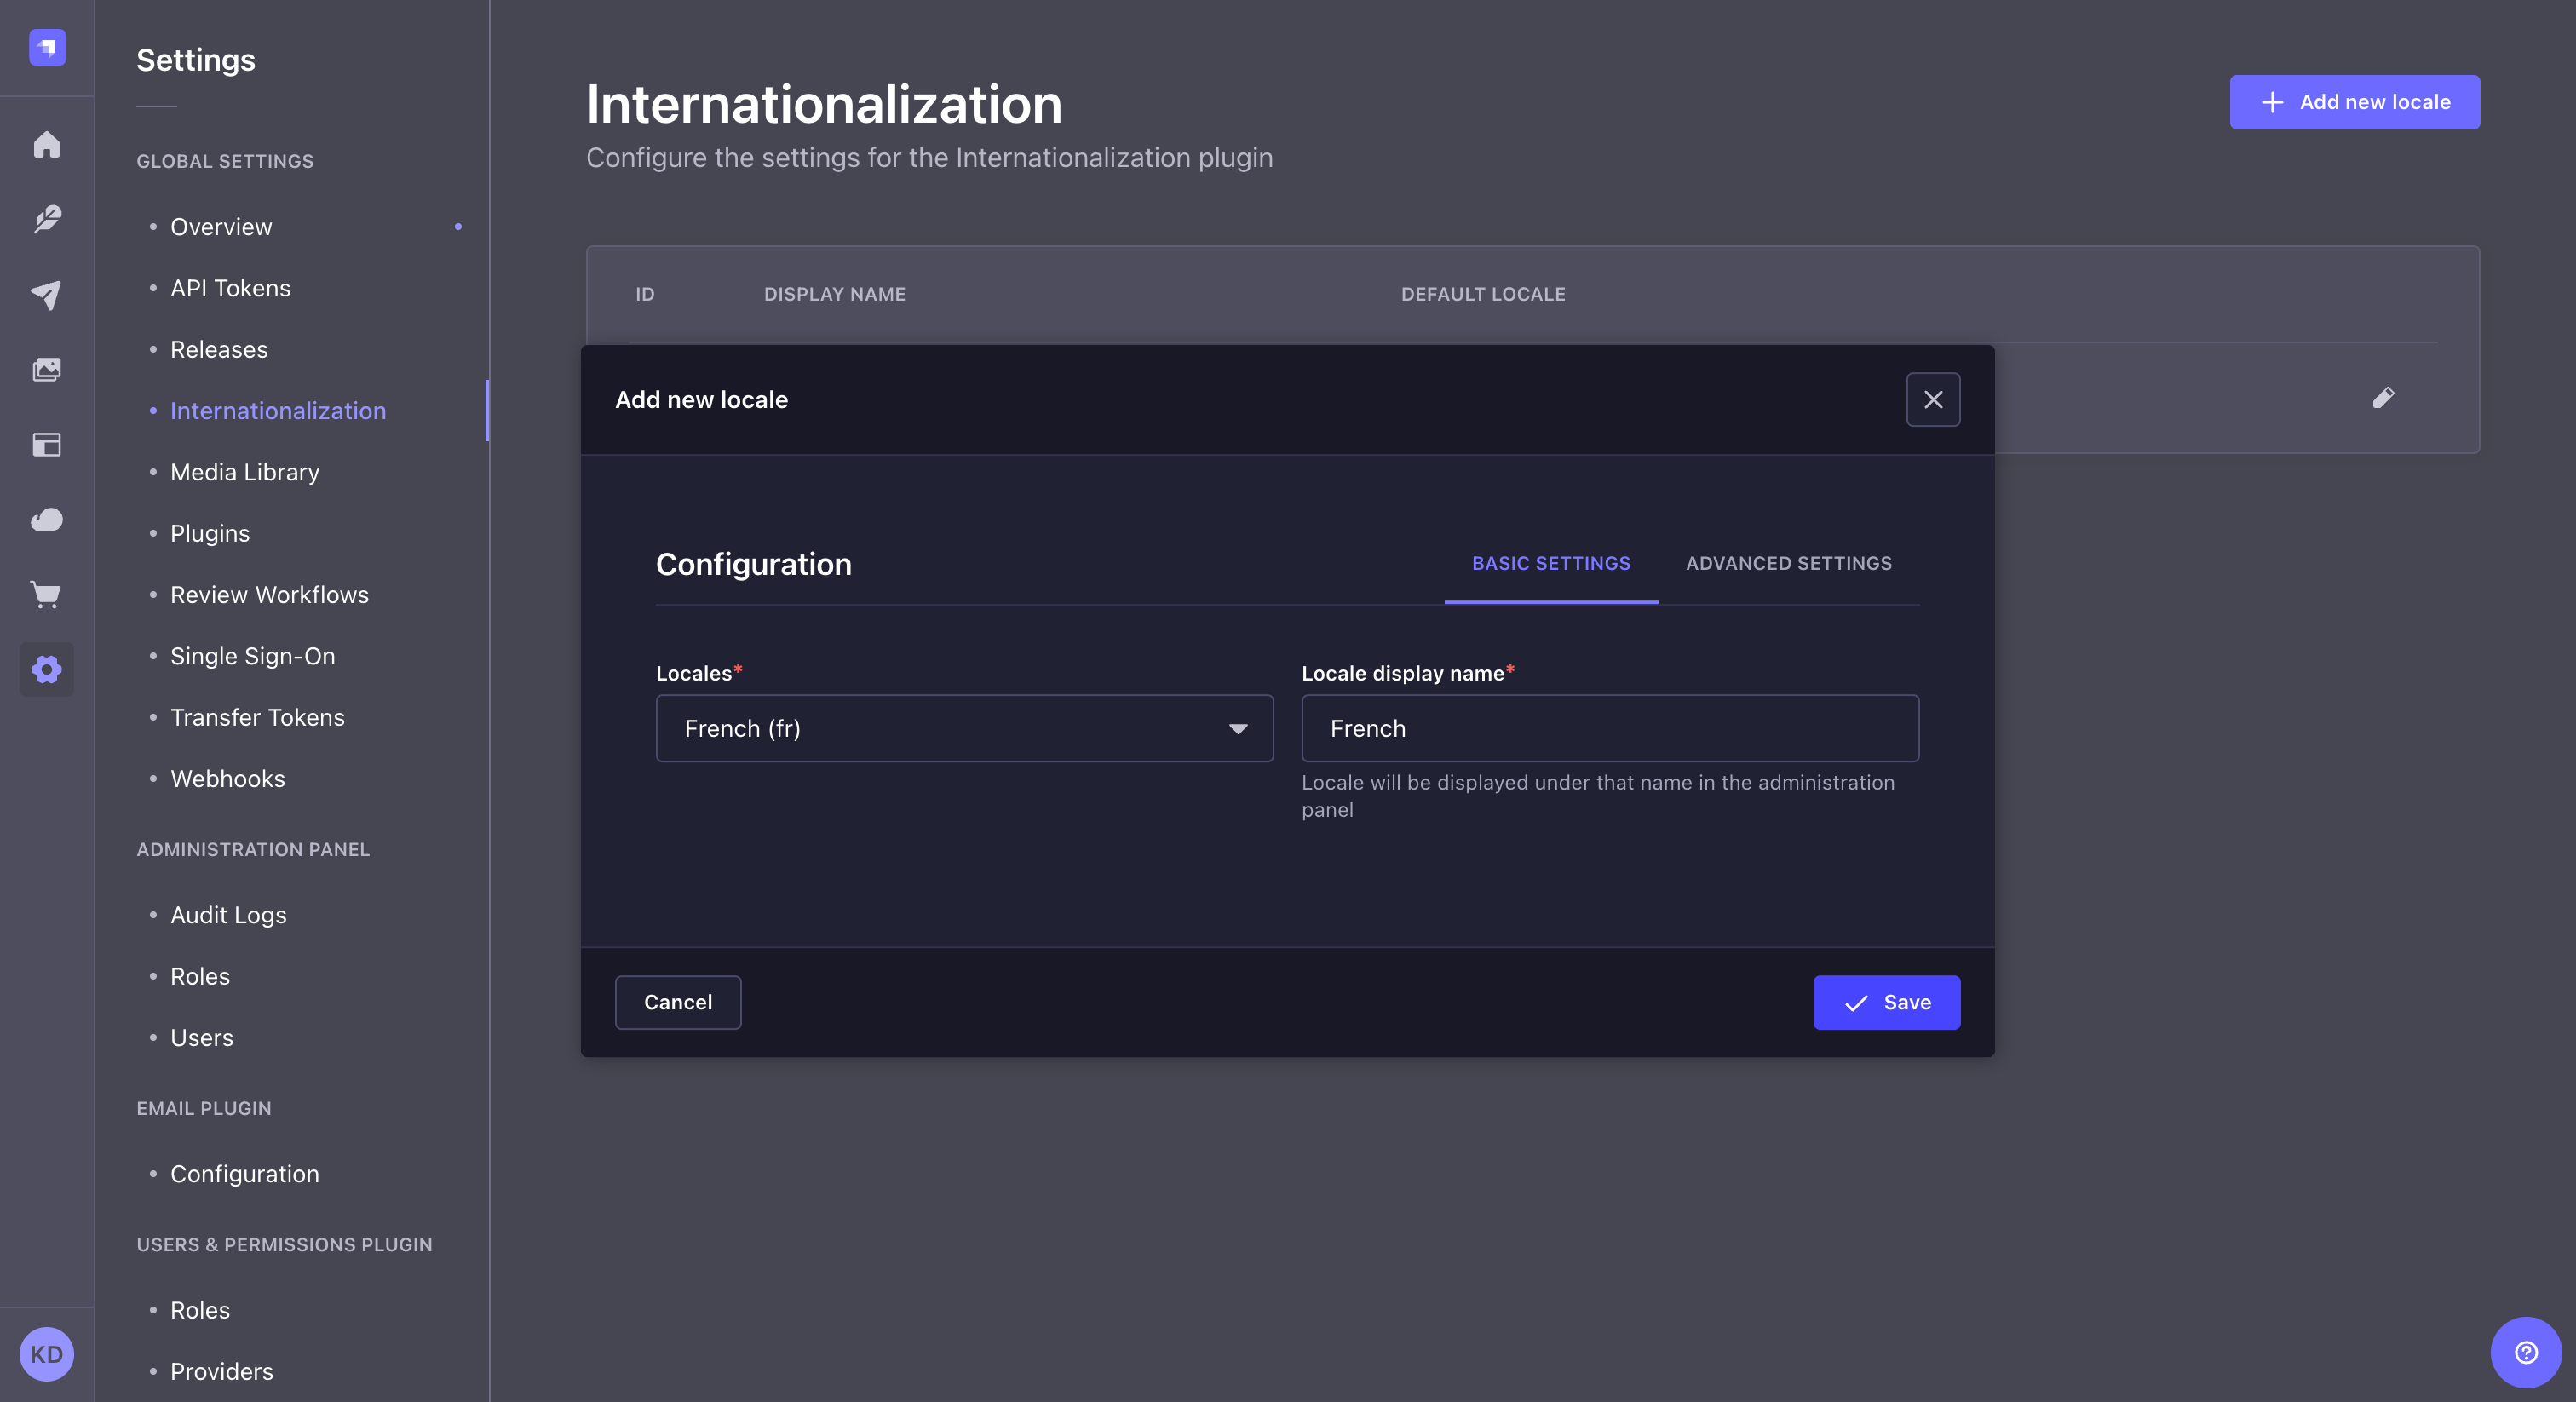 Settings
GLOBAL SETTINGS
Overview
API Tokens
Releases
Internationalization
Media Library
Plugins
Review Workflows
Single Sign-On
Transfer Tokens
Webhooks
ADMINISTRATION PANEL
Audit Logs
Roles
Users
EMAIL PLUGIN
Configuration
USERS & PERMISSIONS PLUGIN
Roles
Providers
KD
Internationalization
Configure the settings for the Internationalization plugin
Add new locale
ID DISPLAY NAME DEFAULT LOCALE
Add new locale
Configuration
BASIC SETTINGS ADVANCED SETTINGS
Locales*
French (fr)
Locale display name*
French
Locale will be displayed under that name in the administration
panel
Cancel
Save